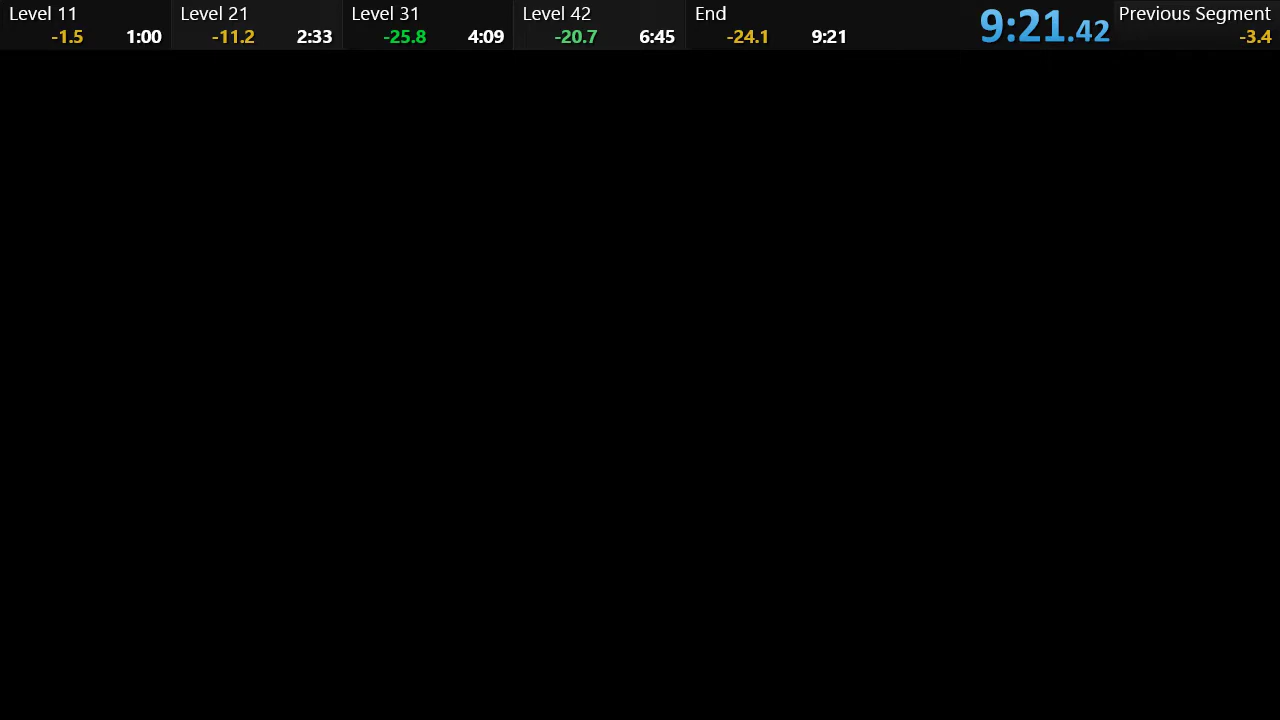 Level 11
-1.5 1:00
Level 21
-11.2 2:33
Level 31
-25.8 4:09
Level 42
-20.7 6:45
End
-24.1 9:21
9:21.42
Previous Segment
-3.4